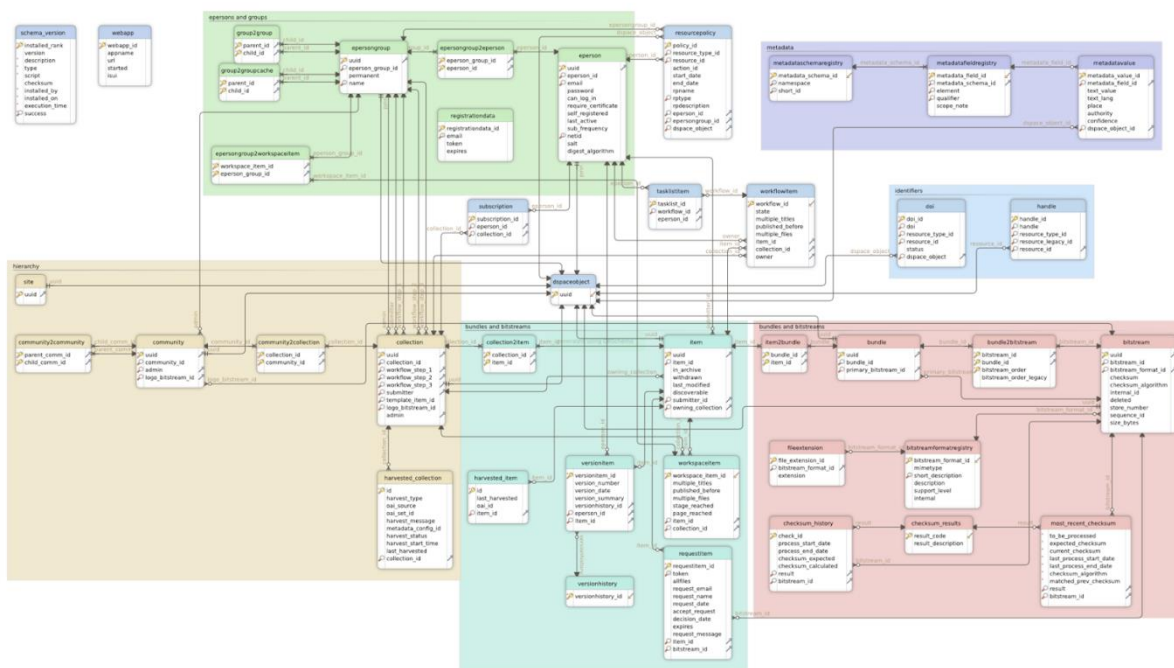 epersons and groups
schema_version
installed_rank
version
description
type
script
checksum
installed_by
installed_on
execution_time
success
webapp
webapp_id
appname
url
started
isui
group2group
parent_id
child_id
group2groupcache
parent_id
child_id
epersongroup
uuid
eperson_group_id
permanent
name
epersongroup2eperson
eperson_group_id
eperson_id
eperson
uuid
eperson_id
email
password
can_log_in
require_certificate
self_registered
last_active
sub_frequency
netid
salt
digest_algorithm
registrationdata
registrationdata_id
email
token
expires
epersongroup2workspaceitem
workspace_item_id
eperson_group_id
resourcepolicy
policy_id
resource_type_id
resource_id
action_id
start_date
end_date
rpname
rptype
rpdescription
eperson_id
epersongroup_id
dspace_object
metadata
metadataschemaregistry
metadata_schema_id
namespace
short_id
metadatafieldregistry
metadata_field_id
metadata_schema_id
element
qualifier
scope_note
metadatavalue
metadata_value_id
metadata_field_id
text_value
text_lang
place
authority
confidence
dspace_object_id
subscription
subscription_id
eperson_id
collection_id
tasklistitem
tasklist_id
workflow_id
eperson_id
workflowitem
workflow_id
state
multiple_titles
published_before
multiple_files
item_id
collection_id
owner
identifiers
doi
doi_id
doi
resource_type_id
resource_id
status
dspace_object
handle
handle_id
handle
resource_type_id
resource_legacy_id
resource_id
hierarchy
site
uuid
dspaceobject
uuid
community2community
parent_comm_id
child_comm_id
community
uuid
community_id
admin
logo_bitstream_id
community2collection
collection_id
community_id
collection
uuid
collection_id
workflow_step_1
workflow_step_2
workflow_step_3
submitter
template_item_id
logo_bitstream_id
admin
harvested_collection
id
harvest_type
oai_source
oai_set_id
harvest_message
metadata_config_id
harvest_status
harvest_start_time
last_harvested
collection_id
bundles and bitstreams
collection2item
collection_id
item_id
item
uuid
item_id
in_archive
withdrawn
last_modified
discoverable
submitter_id
owning_collection
harvested_item
id
last_harvested
oai_id
item_id
versionitem
versionitem_id
version_number
version_date
version_summary
versionhistory_id
eperson_id
item_id
workspaceitem
workspace_item_id
multiple_titles
published_before
multiple_files
stage_reached
page_reached
item_id
collection_id
versionhistory
versionhistory_id
requestitem
requestitem_id
token
allfiles
request_email
request_name
request_date
accept_request
decision_date
expires
request_message
item_id
bitstream_id
bundles and bitstreams
item2bundle
bundle_id
item_id
bundle
uuid
bundle_id
primary_bitstream_id
bundle2bitstream
bitstream_id
bundle_id
bitstream_order
bitstream_order_legacy
bitstream
uuid
bitstream_id
bitstream_format_id
checksum
checksum_algorithm
internal_id
deleted
store_number
sequence_id
size_bytes
fileextension
file_extension_id
bitstream_format_id
extension
bitstreamformatregistry
bitstream_format_id
mimetype
short_description
description
support_level
internal
checksum_history
check_id
process_start_date
process_end_date
checksum_expected
checksum_calculated
result
bitstream_id
checksum_results
result_code
result_description
most_recent_checksum
to_be_processed
expected_checksum
current_checksum
last_process_start_date
last_process_end_date
checksum_algorithm
matched_prev_checksum
result
bitstream_id